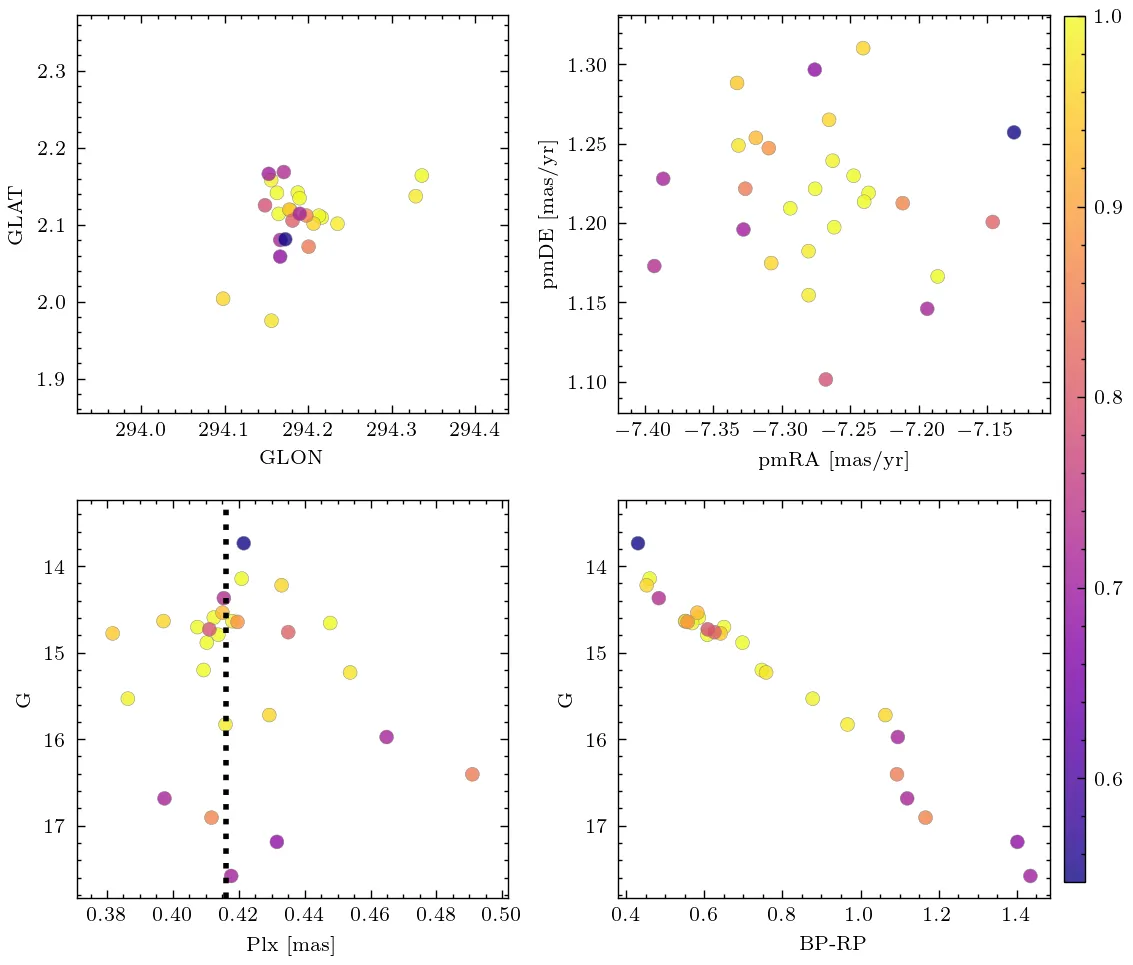 2.3
2.2
2.1
2.0
1.9
GLAT
294.0 294.1 294.2 294.3 294.4
GLON
1.30
1.25
1.20
1.15
1.10
pmDE [mas/yr]
−7.40 −7.35 −7.30 −7.25 −7.20 −7.15
pmRA [mas/yr]
1.0
0.9
0.8
0.7
0.6
14
15
16
17
G
0.38 0.40 0.42 0.44 0.46 0.48 0.50
Plx [mas]
14
15
16
17
G
0.4 0.6 0.8 1.0 1.2 1.4
BP-RP